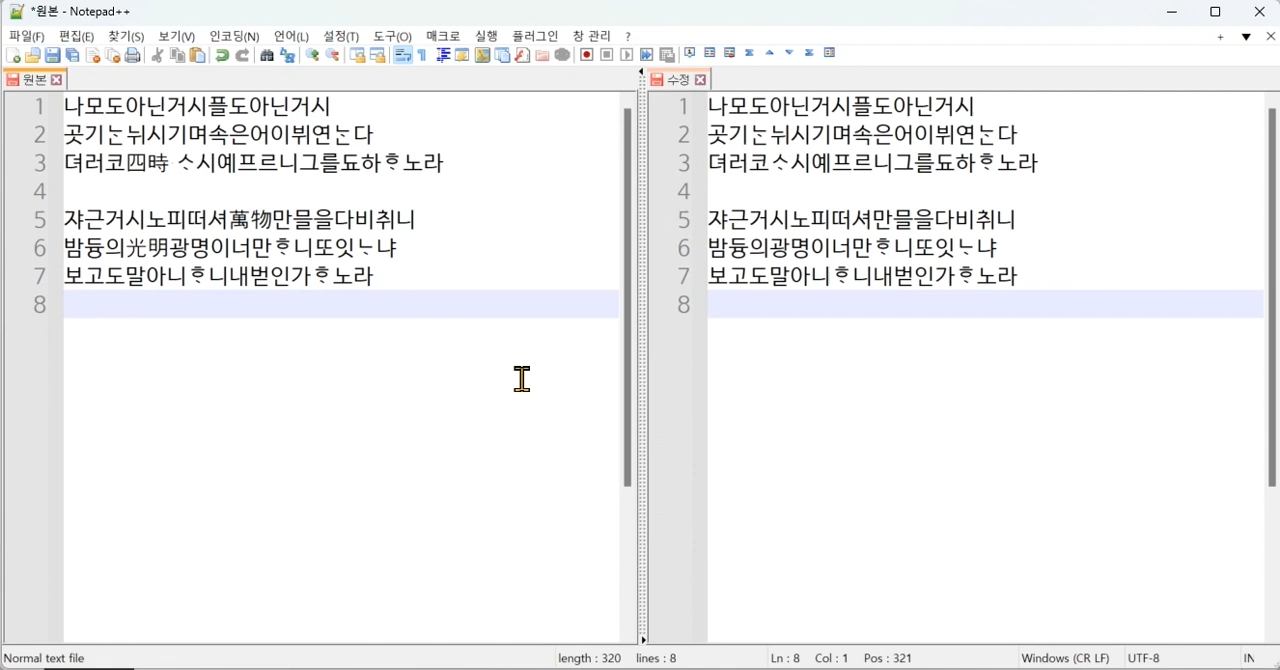 *원본 - Notepad++
파일(F) 편집(E) 찾기(S) 보기(V) 인코딩(N) 언어(L) 설정(T) 도구(O) 매크로 실행 플러그인 창 관리 ?
원본
1 나모도아닌거시플도아닌거시
2 곳기ᄂᆞᆫ뉘시기며속은어이뷔연ᄂᆞᆫ다
3 뎌러코四時 ᄉᆞ시예프르니그를됴하ᄒᆞ노라
4
5 쟈근거시노피떠셔萬物만믈을다비취니
6 밤듕의光明광명이너만ᄒᆞ니또잇ᄂᆞ냐
7 보고도말아니ᄒᆞ니내벋인가ᄒᆞ노라
8
수정
1 나모도아닌거시플도아닌거시
2 곳기ᄂᆞᆫ뉘시기며속은어이뷔연ᄂᆞᆫ다
3 뎌러코ᄉᆞ시예프르니그를됴하ᄒᆞ노라
4
5 쟈근거시노피떠셔만믈을다비취니
6 밤듕의광명이너만ᄒᆞ니또잇ᄂᆞ냐
7 보고도말아니ᄒᆞ니내벋인가ᄒᆞ노라
8
Normal text file length : 320 lines : 8 Ln : 8 Col : 1 Pos : 321 Windows (CR LF) UTF-8 IN